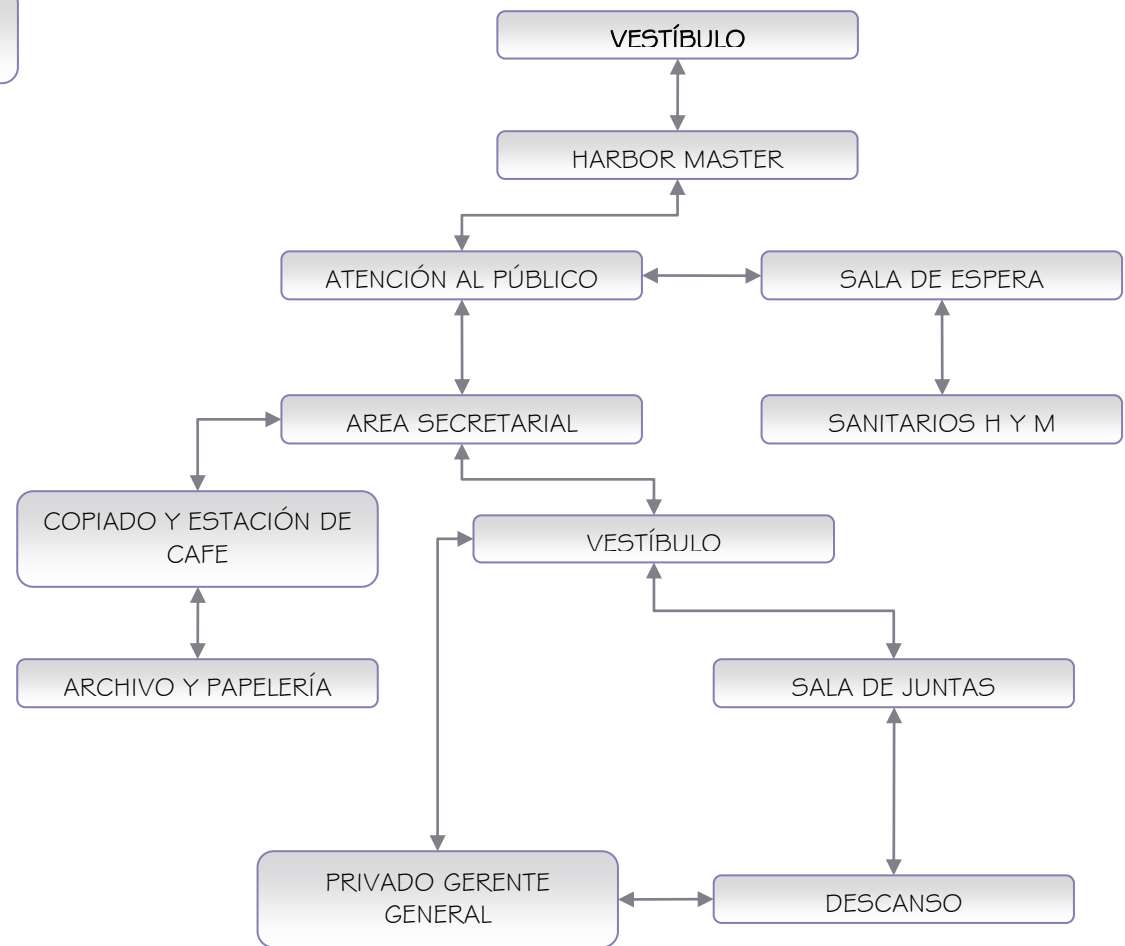 VESTÍBULO
HARBOR MASTER
ATENCIÓN AL PÚBLICO
SALA DE ESPERA
AREA SECRETARIAL
SANITARIOS H Y M
COPIADO Y ESTACIÓN DE
CAFE
VESTÍBULO
ARCHIVO Y PAPELERÍA
SALA DE JUNTAS
PRIVADO GERENTE
GENERAL
DESCANSO